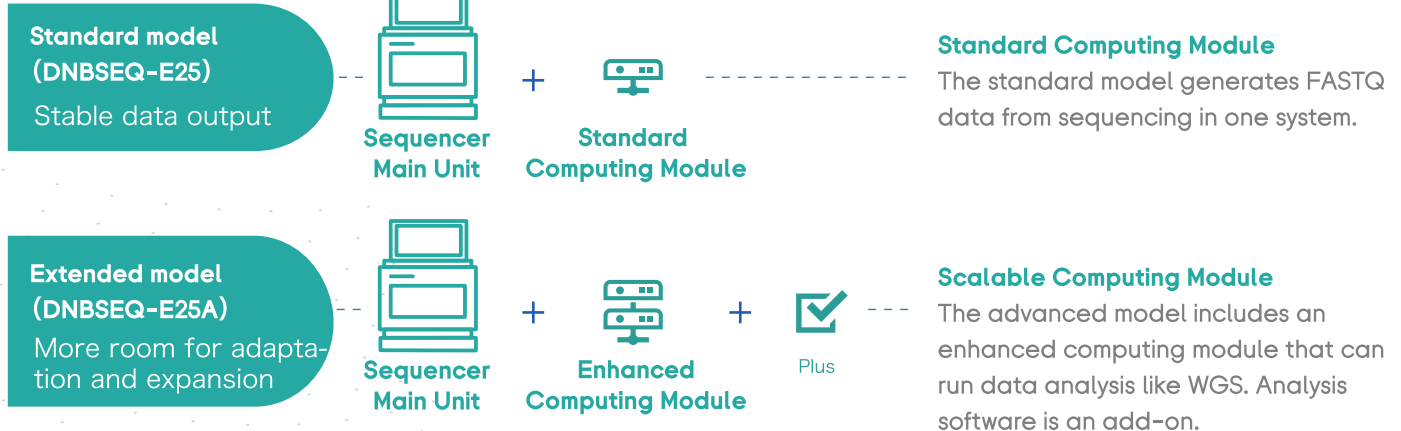 Standard model
(DNBSEQ-E25)
Stable data output
Sequencer
Main Unit
+
Standard
Computing Module
Standard Computing Module
The standard model generates FASTQ
data from sequencing in one system.
Extended model
(DNBSEQ-E25A)
More room for adapta-
tion and expansion
Sequencer
Main Unit
+
Enhanced
Computing Module
+
Plus
Scalable Computing Module
The advanced model includes an
enhanced computing module that can
run data analysis like WGS. Analysis
software is an add-on.